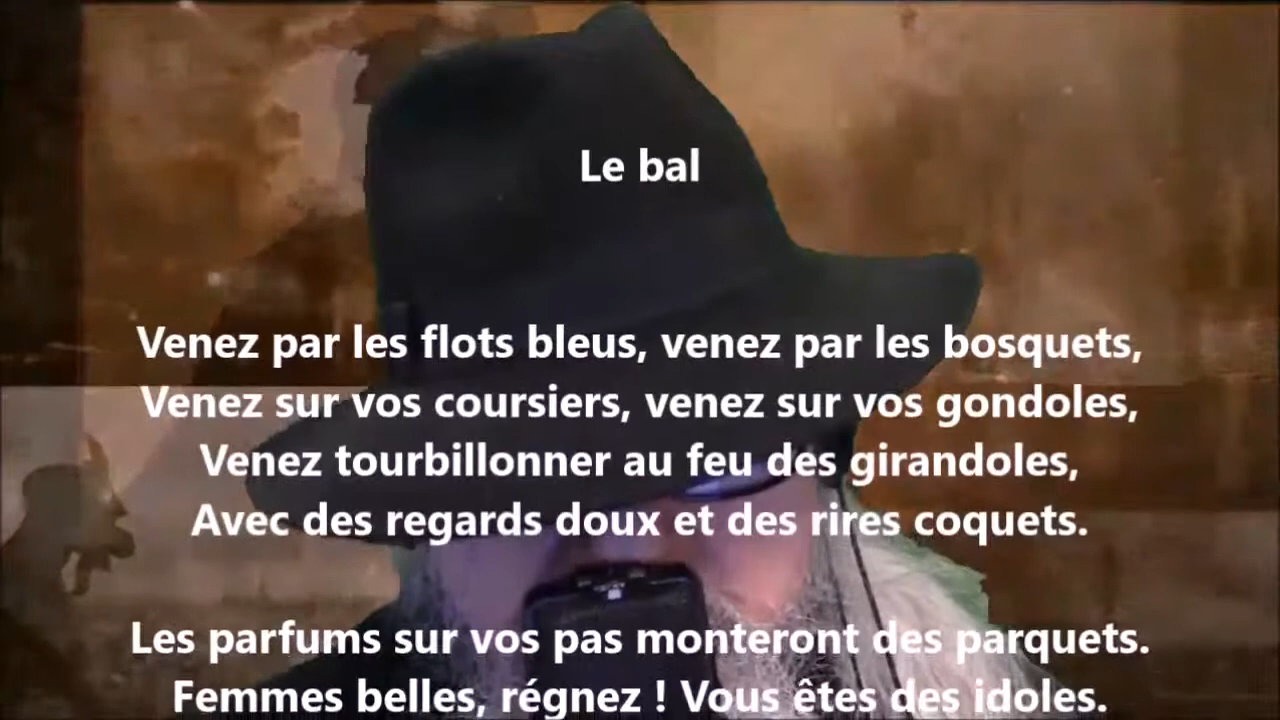 Le bal
Venez par les flots bleus, venez par les bosquets,
Venez sur vos coursiers, venez sur vos gondoles,
Venez tourbillonner au feu des girandoles,
Avec des regards doux et des rires coquets.
Les parfums sur vos pas monteront des parquets.
Femmes belles, régnez ! Vous êtes des idoles.